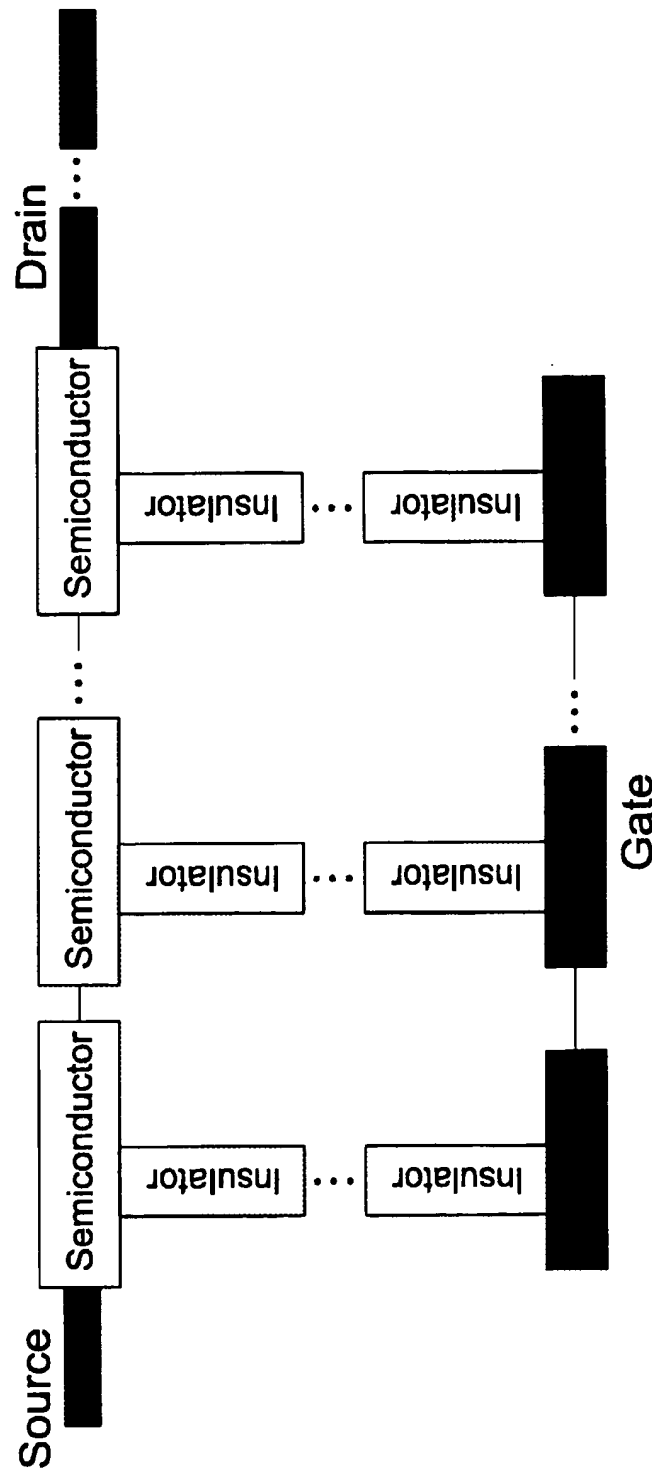 Source
Drain
Semiconductor
Semiconductor
Semiconductor
Insulator
Insulator
Insulator
Insulator
Insulator
Insulator
Gate